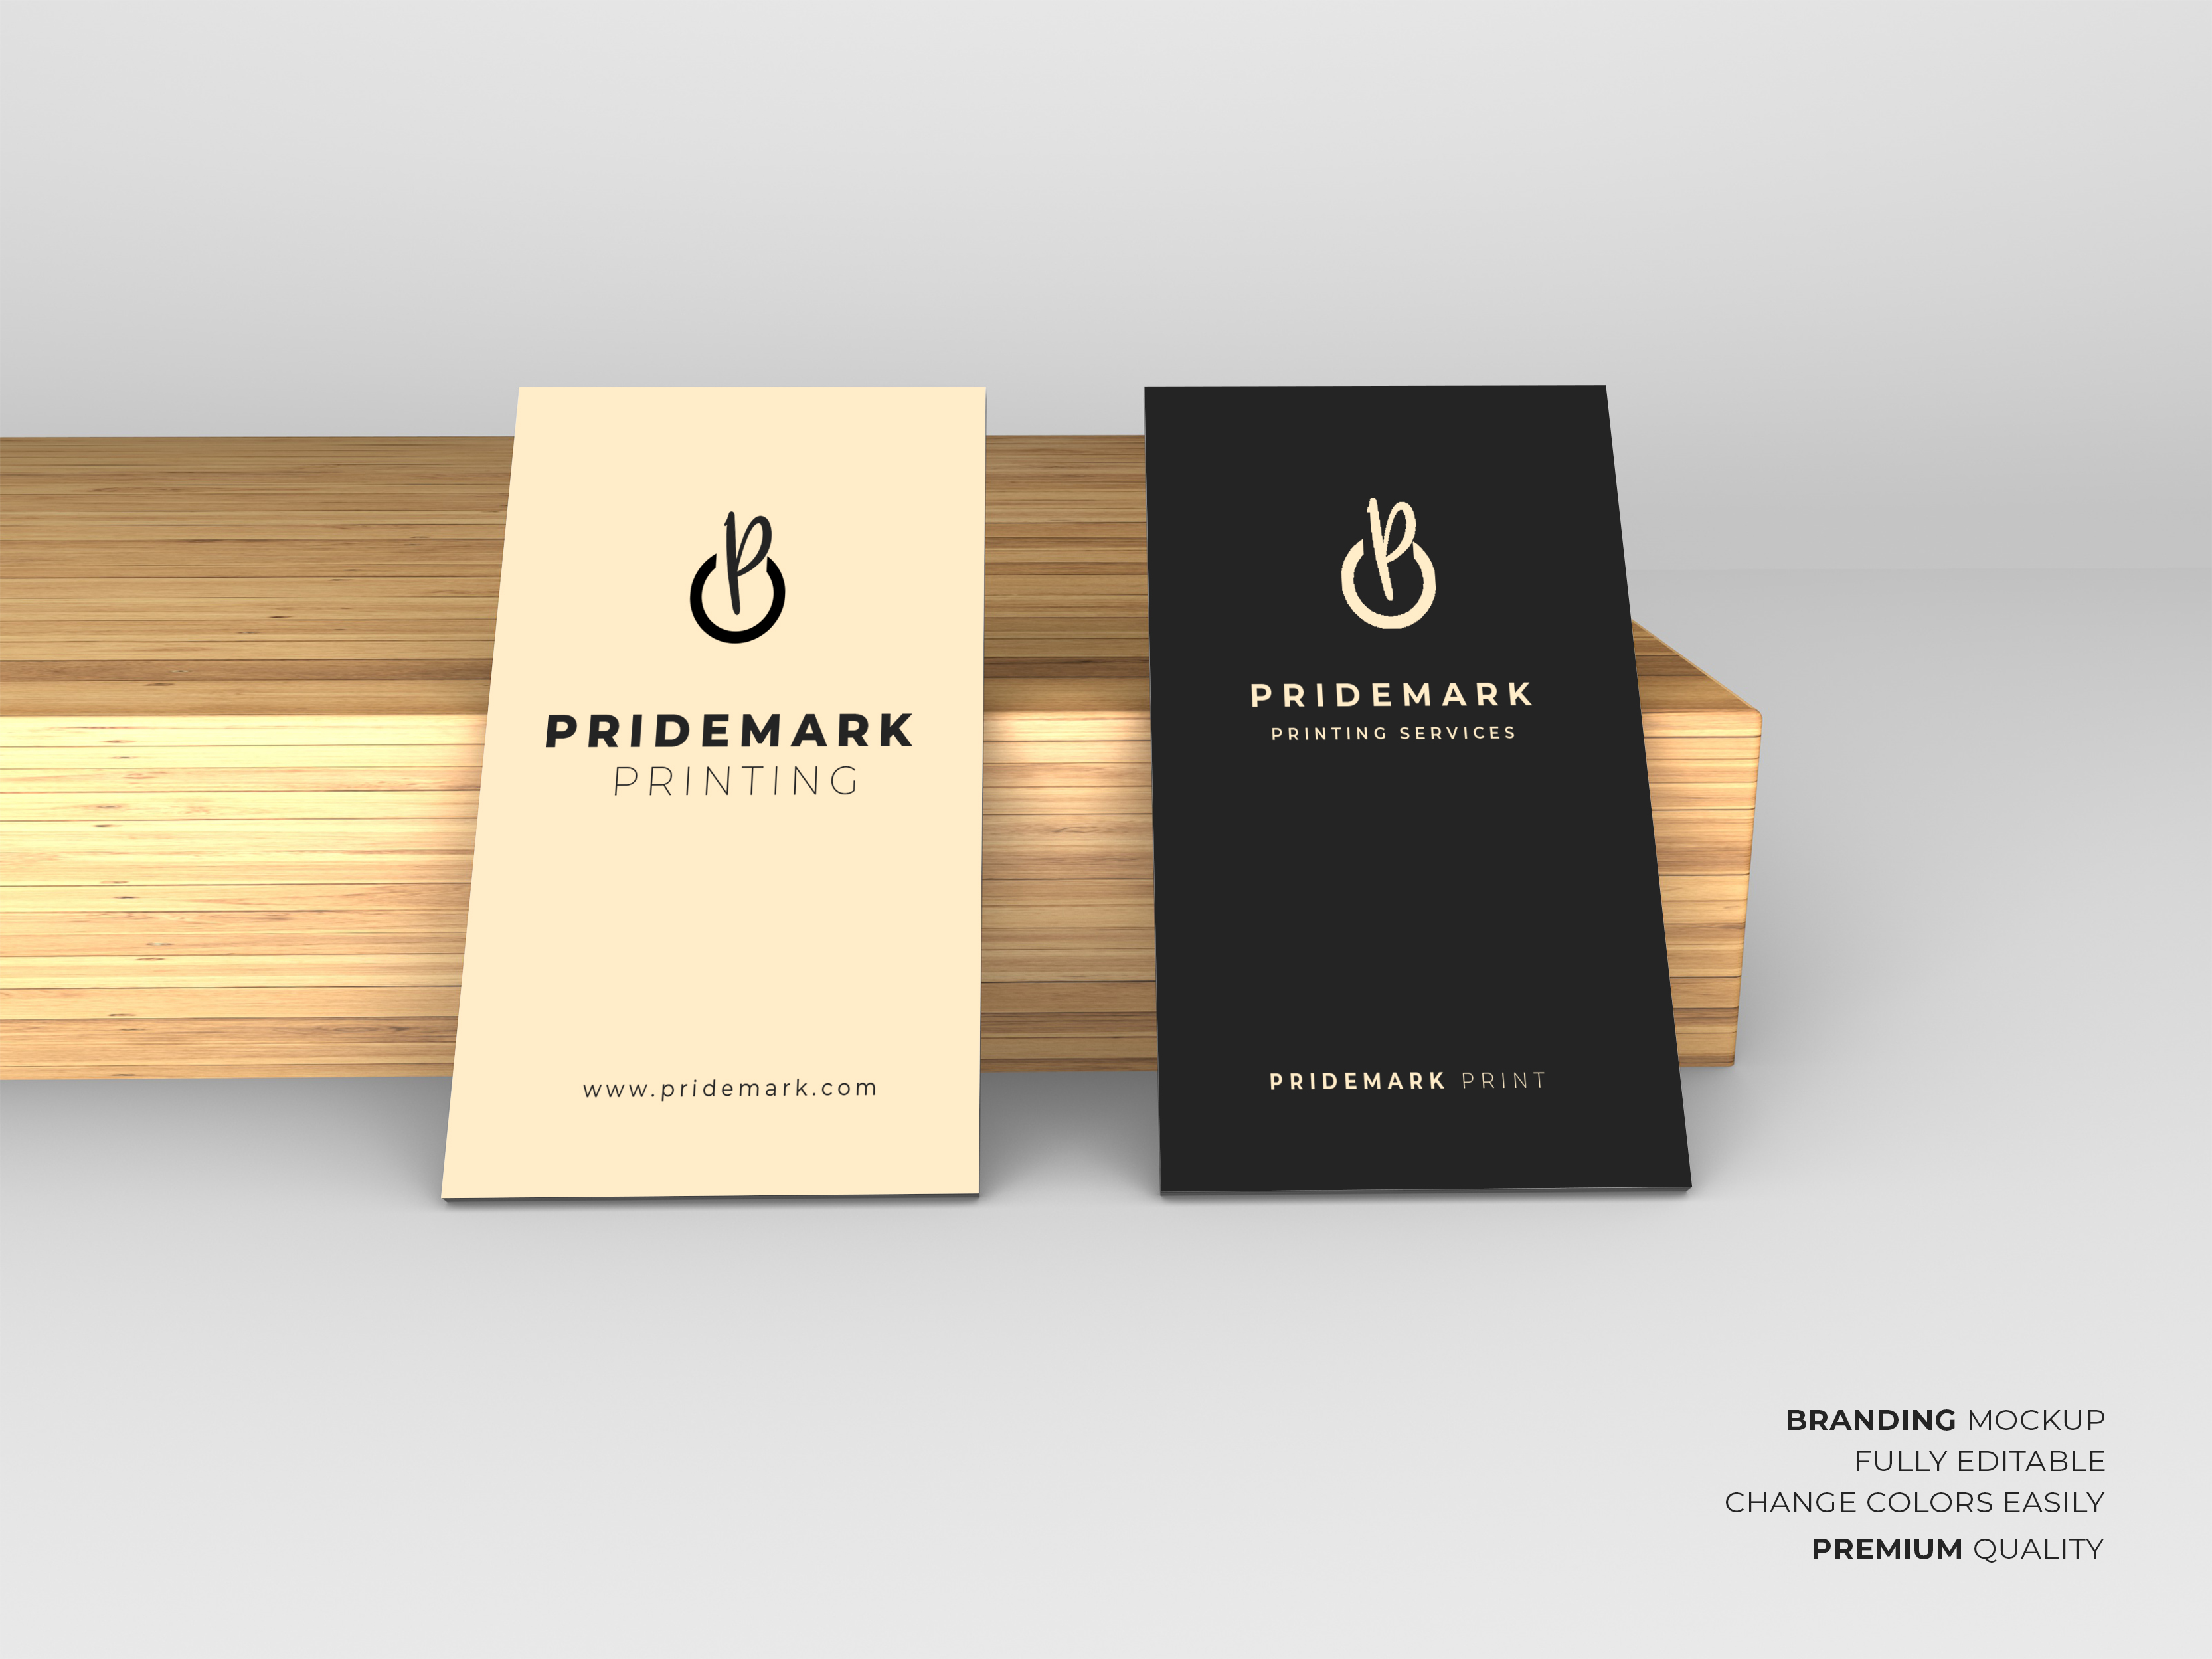 PRIDEMARK
PRINTING
www.pridemark.com
PRIDEMARK
PRINTING SERVICES
PRIDEMARK PRINT
BRANDING MOCKUP
FULLY EDITABLE
CHANGE COLORS EASILY
PREMIUM QUALITY